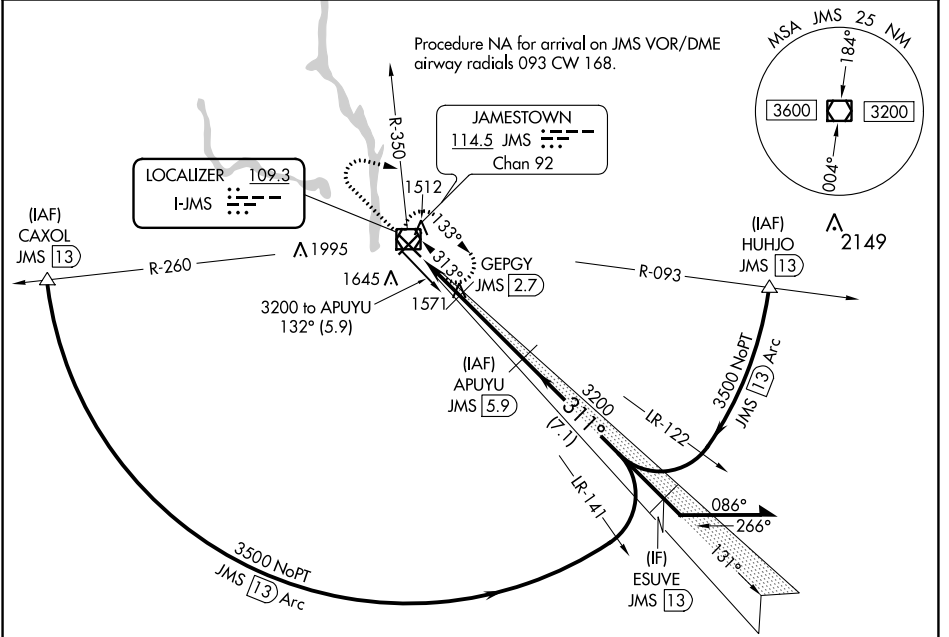 Procedure NA for arrival on JMS VOR/DME
airway radials 093 CW 168.
MSA JMS 25 NM
184°
3600
3200
004°
2149
R-350
JAMESTOWN
114.5 JMS
Chan 92
LOCALIZER 109.3
I-JMS
1512
133°
313°
(IAF)
CAXOL
JMS 13
R-260
1995
1645
1571
GEPGY
JMS 2.7
R-093
(IAF)
HUHJO
JMS 13
3200 to APUYU
132° (5.9)
(IAF)
APUYU
JMS 5.9
3200
311°
(7.1)
LR-122
3500 NoPT
JMS 13 Arc
LR-141
086°
266°
131°
(IF)
ESUVE
JMS 13
3500 NoPT
JMS 13 Arc